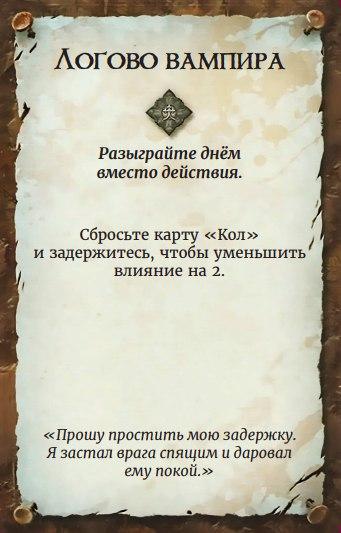 Логово вампира
Разыграйте днём
вместо действия.
Сбросьте карту «Кол»
и задержитесь, чтобы уменьшить
влияние на 2.
«Прошу простить мою задержку.
Я застал врага спящим и даровал
ему покой.»